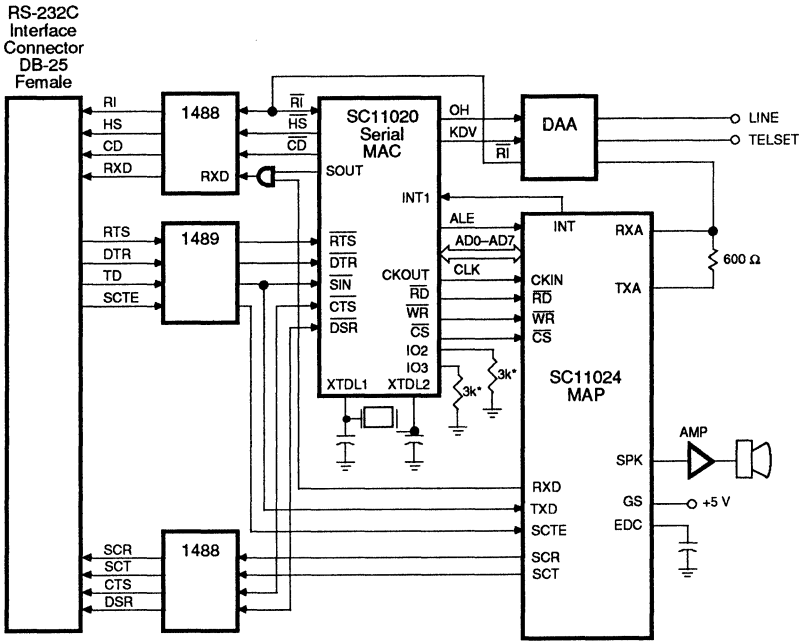 RS-232C
Interface
Connector
DB-25
Female
RI
HS
CD
RXD
1488
RXD
RI
HS
CD
SOUT
SC11020
Serial
MAC
INT1
OH
KDV
RI
DAA
LINE
TELSET
RTS
DTR
TD
SCTE
1489
RTS
DTR
SIN
CTS
DSR
ALE
AD0–AD7
CLK
CKOUT
RD
WR
CS
IO2
IO3
XTDL1
XTDL2
3k*
3k*
INT
RXA
TXA
600 Ω
CKIN
RD
WR
CS
SC11024
MAP
AMP
SPK
GS
+5 V
EDC
RXD
TXD
SCTE
SCR
SCT
SCR
SCT
CTS
DSR
1488